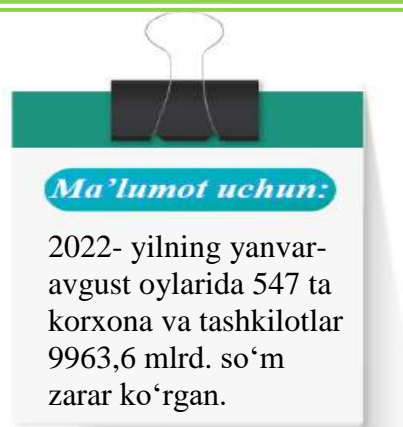 Ma’lumot uchun:
2022- yilning yanvar-
avgust oylarida 547 ta
korxona va tashkilotlar
9963,6 mlrd. so‘m
zarar ko‘rgan.